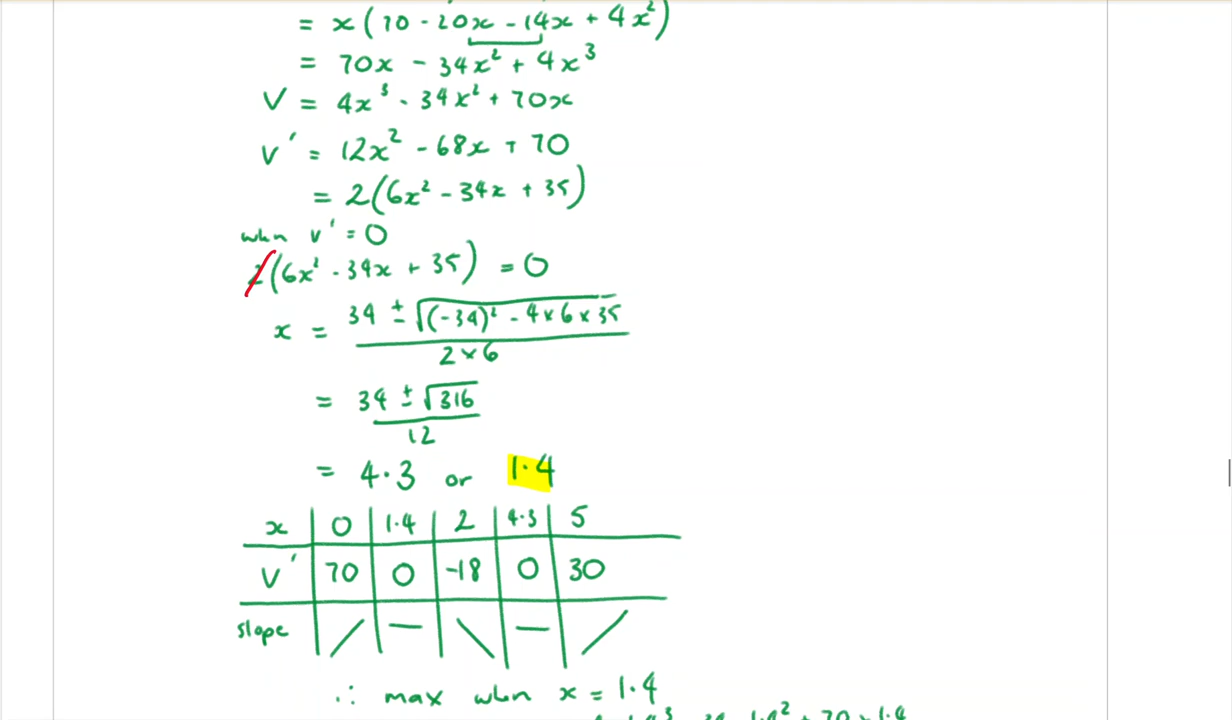 = x(70 - 20x - 14x + 4x²)
= 70x - 34x² + 4x³
V = 4x³ - 34x² + 70x
V' = 12x² - 68x + 70
= 2(6x² - 34x + 35)
when V' = 0
2(6x² - 34x + 35) = 0
x = (34 ± √((-34)² - 4×6×35)) / (2×6)
= (34 ± √316) / 12
= 4.3 or 1.4
x | 0 | 1.4 | 2 | 4.3 | 5
V' | 70 | 0 | -18 | 0 | 30
slope / — \ — /
∴ max when x = 1.4